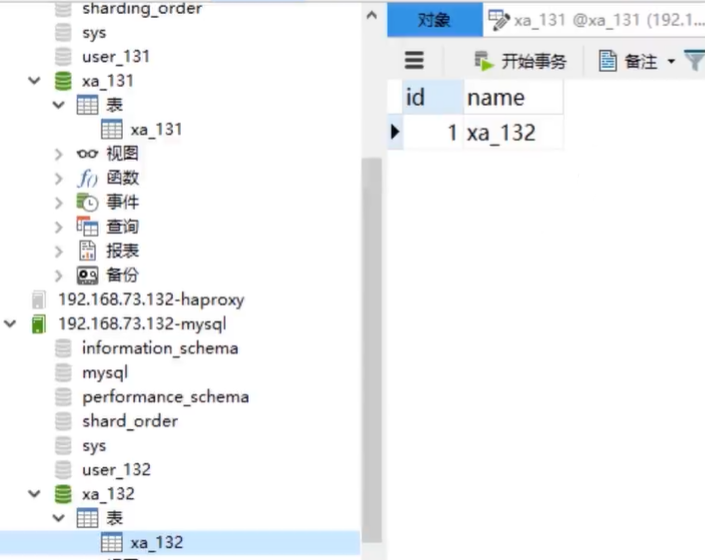 sharding_order
sys
user_131
xa_131
表
xa_131
视图
f() 函数
事件
查询
报表
备份
192.168.73.132-haproxy
192.168.73.132-mysql
information_schema
mysql
performance_schema
shard_order
sys
user_132
xa_132
表
xa_132
对象
xa_131 @xa_131 (192.1...
开始事务
备注
id name
1 xa_132